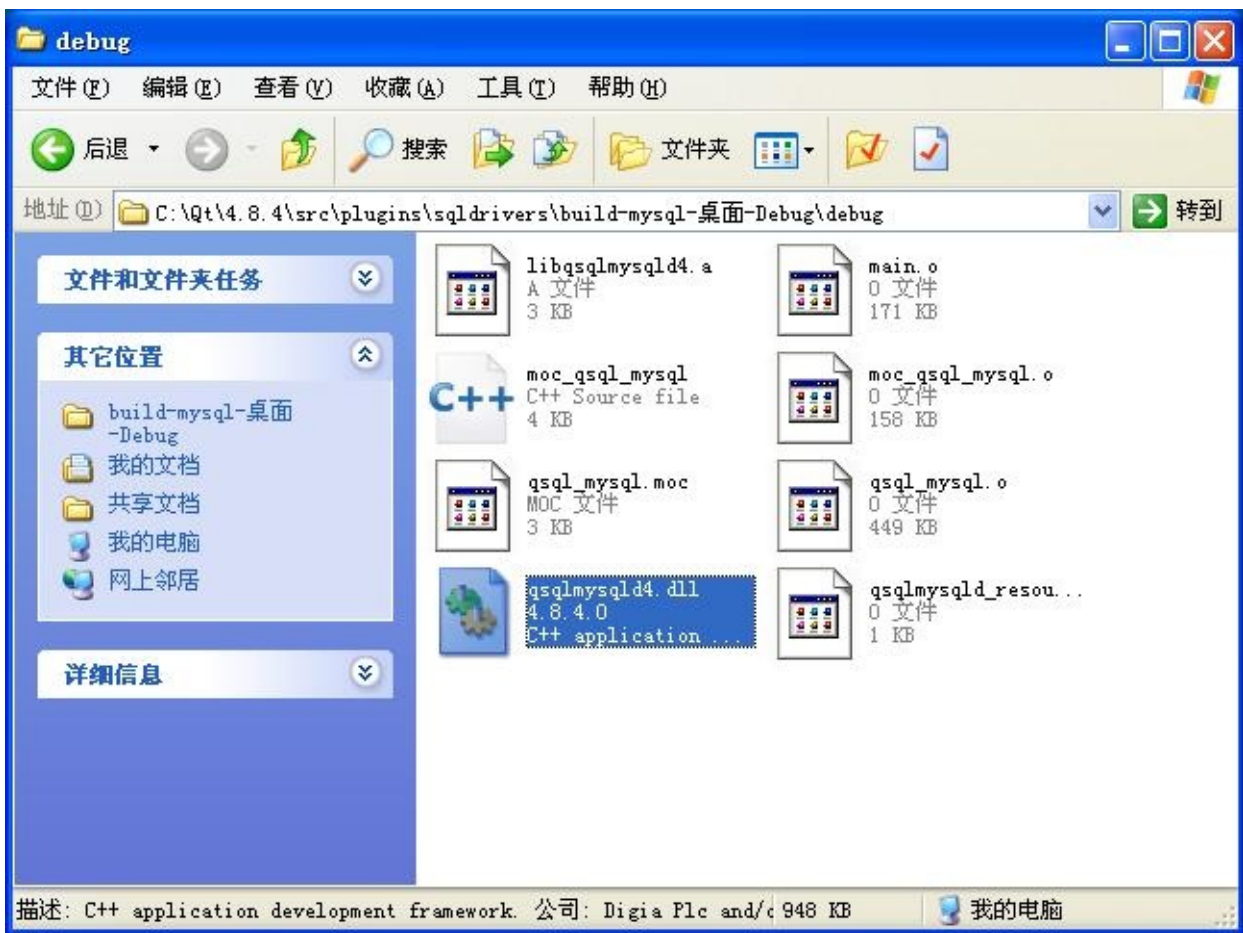 debug
文件(F) 编辑(E) 查看(V) 收藏(A) 工具(T) 帮助(H)
后退 搜索 文件夹
地址(D) C:\Qt\4.8.4\src\plugins\sqldrivers\build-mysql-桌面-Debug\debug 转到
文件和文件夹任务
其它位置
build-mysql-桌面
-Debug
我的文档
共享文档
我的电脑
网上邻居
详细信息
libqsqlmysqld4.a
A 文件
3 KB
main.o
O 文件
171 KB
moc_qsql_mysql
C++ Source file
4 KB
moc_qsql_mysql.o
O 文件
158 KB
qsql_mysql.moc
MOC 文件
3 KB
qsql_mysql.o
O 文件
449 KB
qsqlmysqld4.dll
4.8.4.0
C++ application ...
qsqlmysqld_resou...
O 文件
1 KB
描述: C++ application development framework. 公司: Digia Plc and/ 948 KB 我的电脑